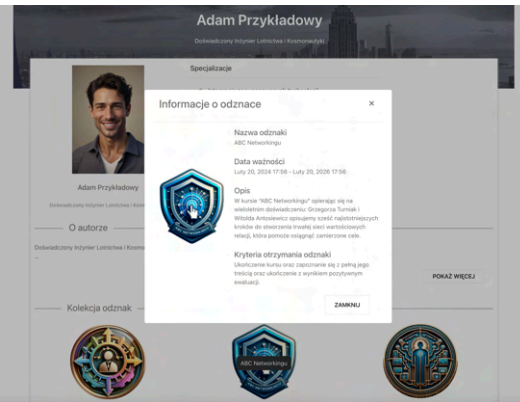 Adam Przykładowy
Doświadczony Inżynier Lotnictwa i Kosmonautyki
Specjalizacje
Informacje o odznace
×
Nazwa odznaki
ABC Networkingu
Data ważności
Luty 20, 2024 17:56 - Luty 20, 2026 17:56
Opis
W kursie "ABC Networkingu" opierając się na
wieloletnim doświadczeniu: Grzegorza Turniak i
Witolda Antosiewicz opisujemy sześć najistotniejszych
kroków do stworzenia trwałej sieci wartościowych
relacji, która pomoże osiągnąć zamierzone cele.
Kryteria otrzymania odznaki
Ukończenie kursu oraz zapoznanie się z pełną jego
treścią oraz ukończenie z wynikiem pozytywnym
ewaluacji.
ZAMKNIJ
Adam Przykładowy
Doświadczony Inżynier Lotnictwa i Kosm
O autorze
Doświadczony Inżynier Lotnictwa i Kosmo
...
POKAŻ WIĘCEJ
Kolekcja odznak
ABC Networkingu